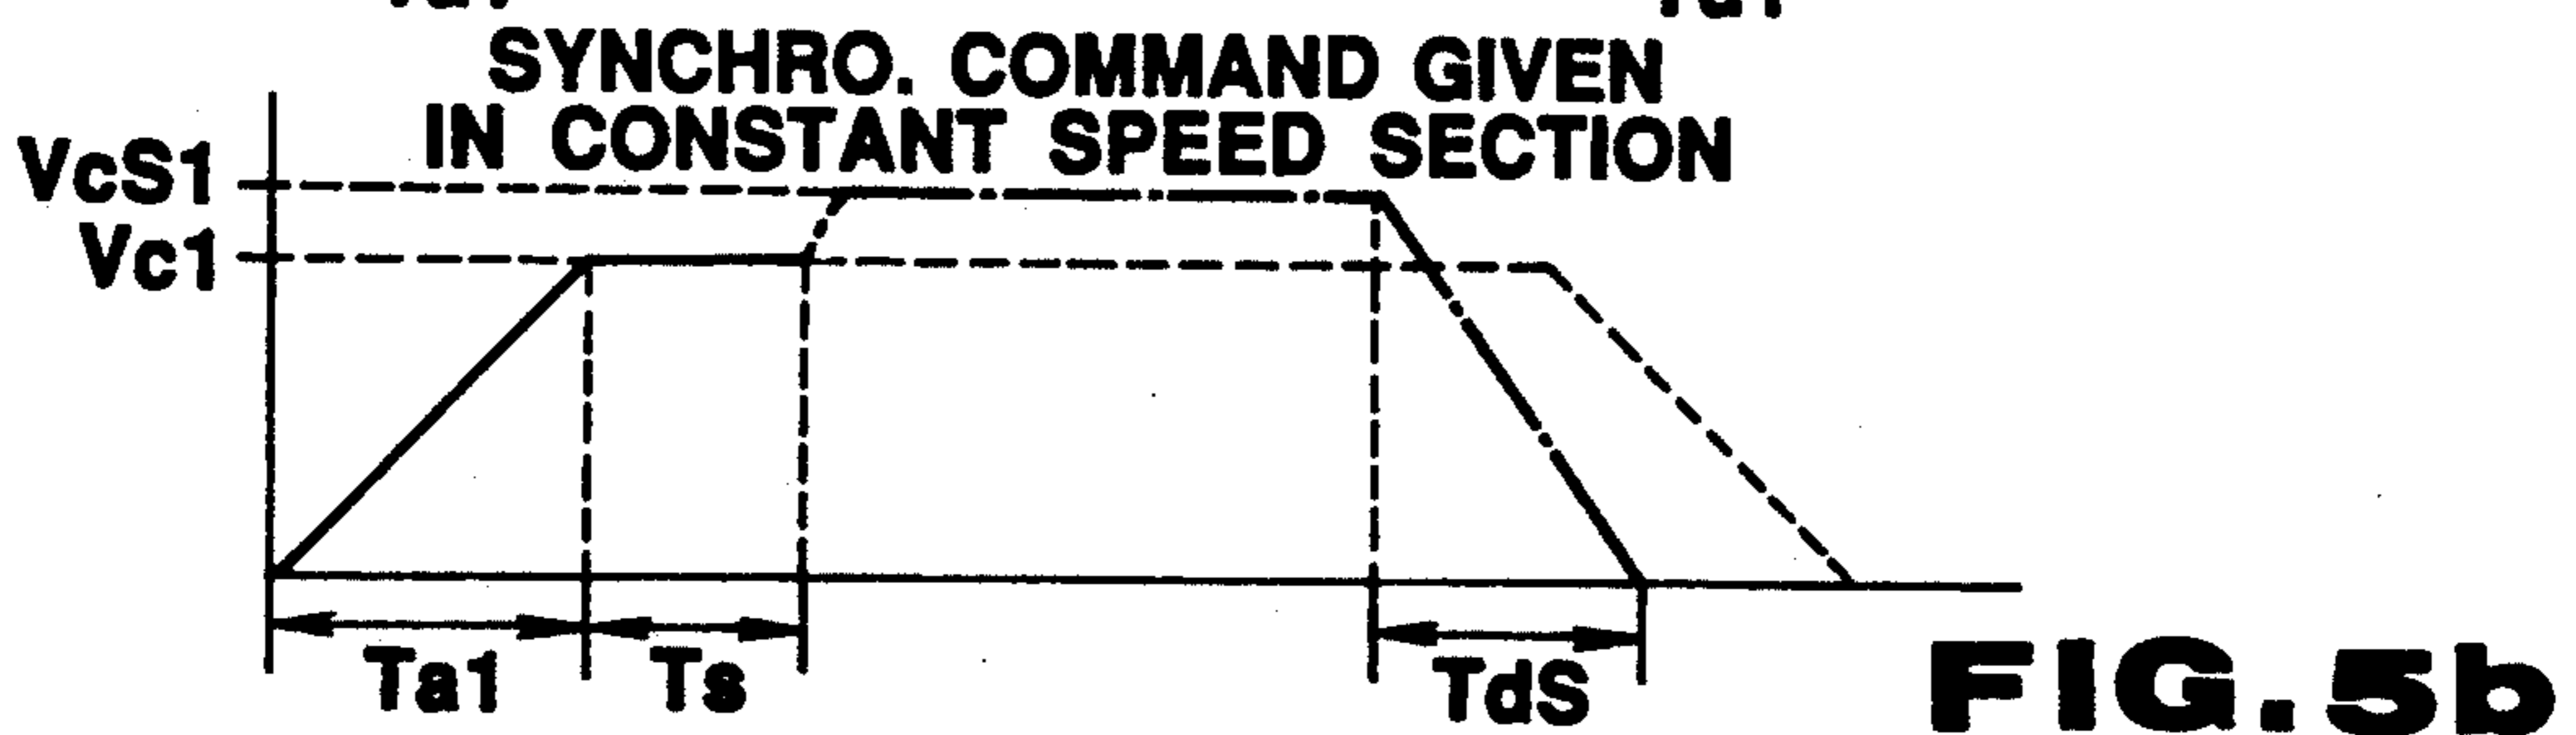 SYNCHRO. COMMAND GIVEN
IN CONSTANT SPEED SECTION
VcS1
Vc1
Ta1
Ts
TdS
FIG.5b